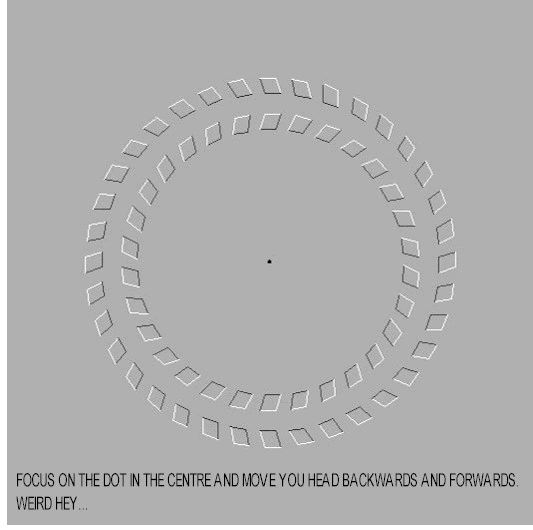 FOCUS ON THE DOT IN THE CENTRE AND MOVE YOU HEAD BACKWARDS AND FORWARDS.
WEIRD HEY...